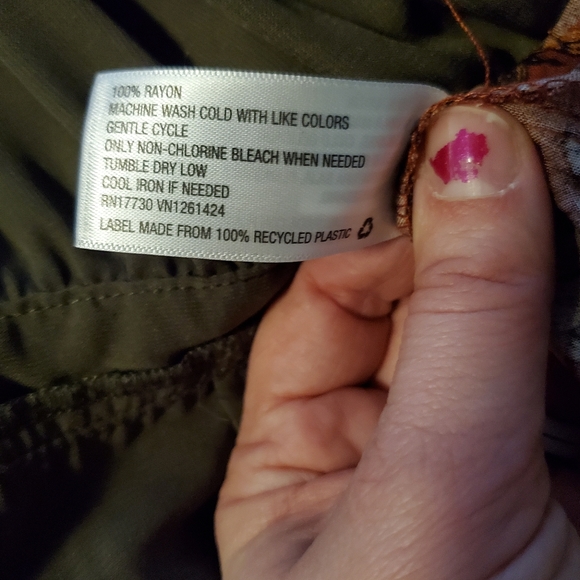 100% RAYON
MACHINE WASH COLD WITH LIKE COLORS
GENTLE CYCLE
ONLY NON-CHLORINE BLEACH WHEN NEEDED
TUMBLE DRY LOW
COOL IRON IF NEEDED
RN17730 VN1261424
LABEL MADE FROM 100% RECYCLED PLASTIC